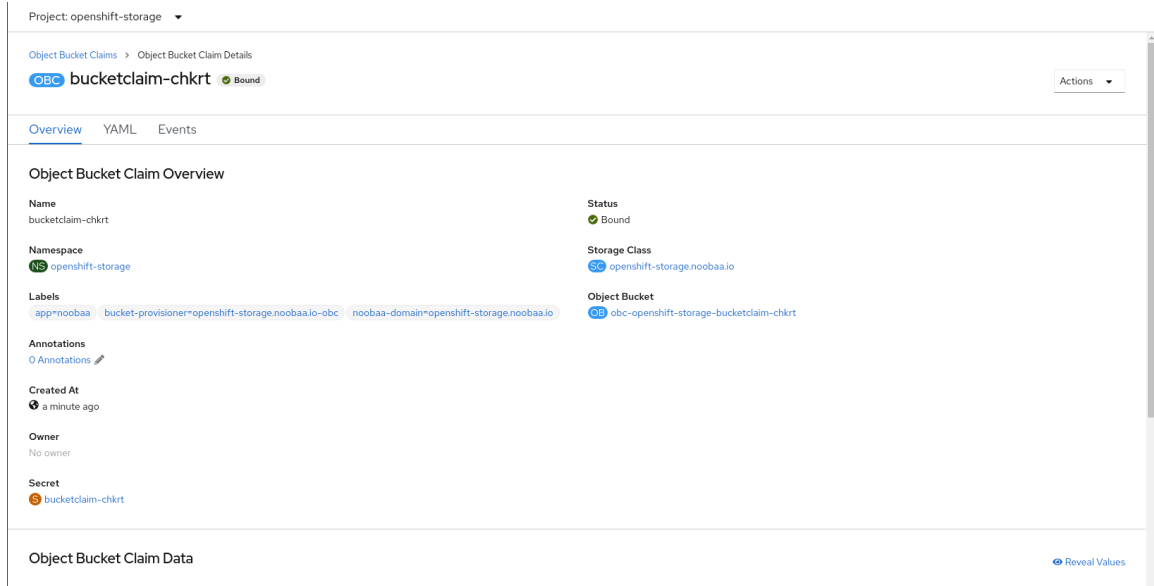 Project: openshift-storage
Object Bucket Claims > Object Bucket Claim Details
OBC bucketclaim-chkrt Bound
Actions
Overview YAML Events
Object Bucket Claim Overview
Name
bucketclaim-chkrt
Namespace
NS openshift-storage
Labels
app=noobaa bucket-provisioner=openshift-storage.noobaa.io-obc noobaa-domain=openshift-storage.noobaa.io
Annotations
0 Annotations
Created At
a minute ago
Owner
No owner
Secret
S bucketclaim-chkrt
Status
Bound
Storage Class
SC openshift-storage.noobaa.io
Object Bucket
OB obc-openshift-storage-bucketclaim-chkrt
Object Bucket Claim Data
Reveal Values